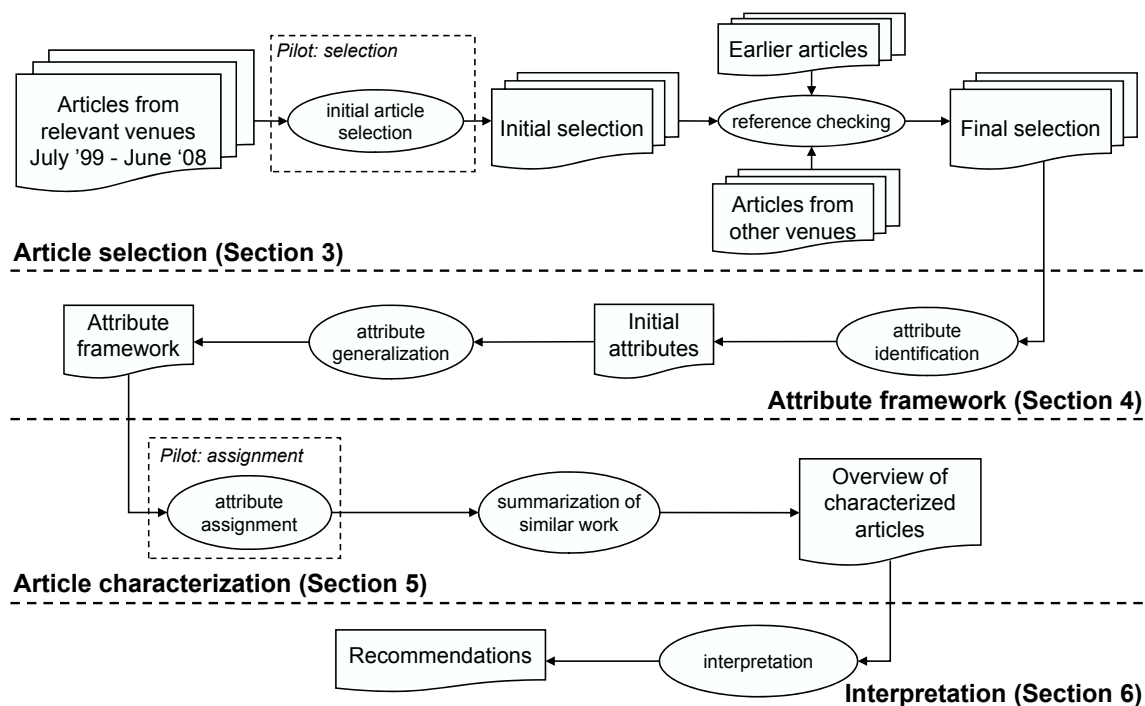 Pilot: selection
Articles from
relevant venues
July ’99 - June ‘08
initial article
selection
Initial selection
Earlier articles
reference checking
Articles from
other venues
Final selection
Article selection (Section 3)
Attribute
framework
attribute
generalization
Initial
attributes
attribute
identification
Attribute framework (Section 4)
Pilot: assignment
attribute
assignment
summarization of
similar work
Overview of
characterized
articles
Article characterization (Section 5)
Recommendations
interpretation
Interpretation (Section 6)